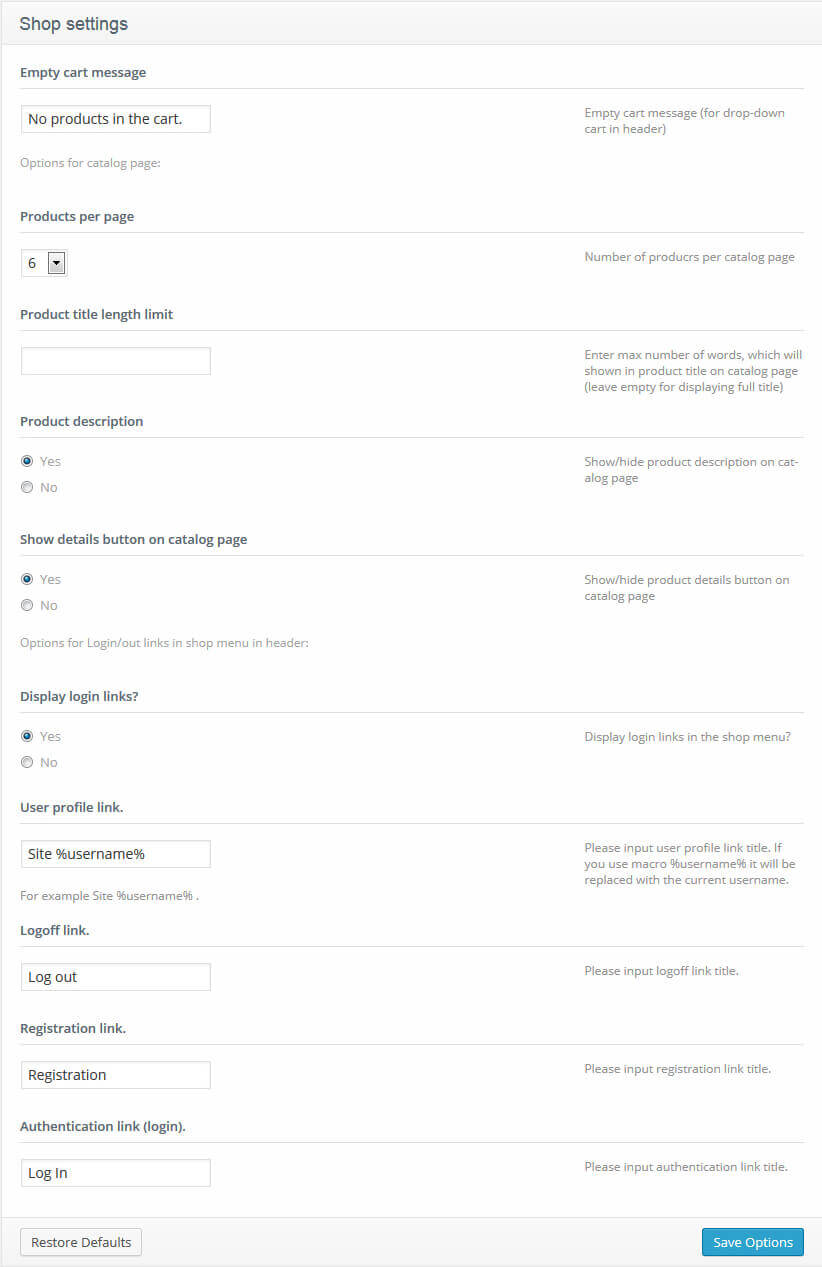 Shop settings
Empty cart message
No products in the cart.
Empty cart message (for drop-down
cart in header)
Options for catalog page:
Products per page
6
Number of producrs per catalog page
Product title length limit
Enter max number of words, which will
shown in product title on catalog page
(leave empty for displaying full title)
Product description
Yes
No
Show/hide product description on cat-
alog page
Show details button on catalog page
Yes
No
Show/hide product details button on
catalog page
Options for Login/out links in shop menu in header:
Display login links?
Yes
No
Display login links in the shop menu?
User profile link.
Site %username%
Please input user profile link title. If
you use macro %username% it will be
replaced with the current username.
For example Site %username% .
Logoff link.
Log out
Please input logoff link title.
Registration link.
Registration
Please input registration link title.
Authentication link (login).
Log In
Please input authentication link title.
Restore Defaults
Save Options